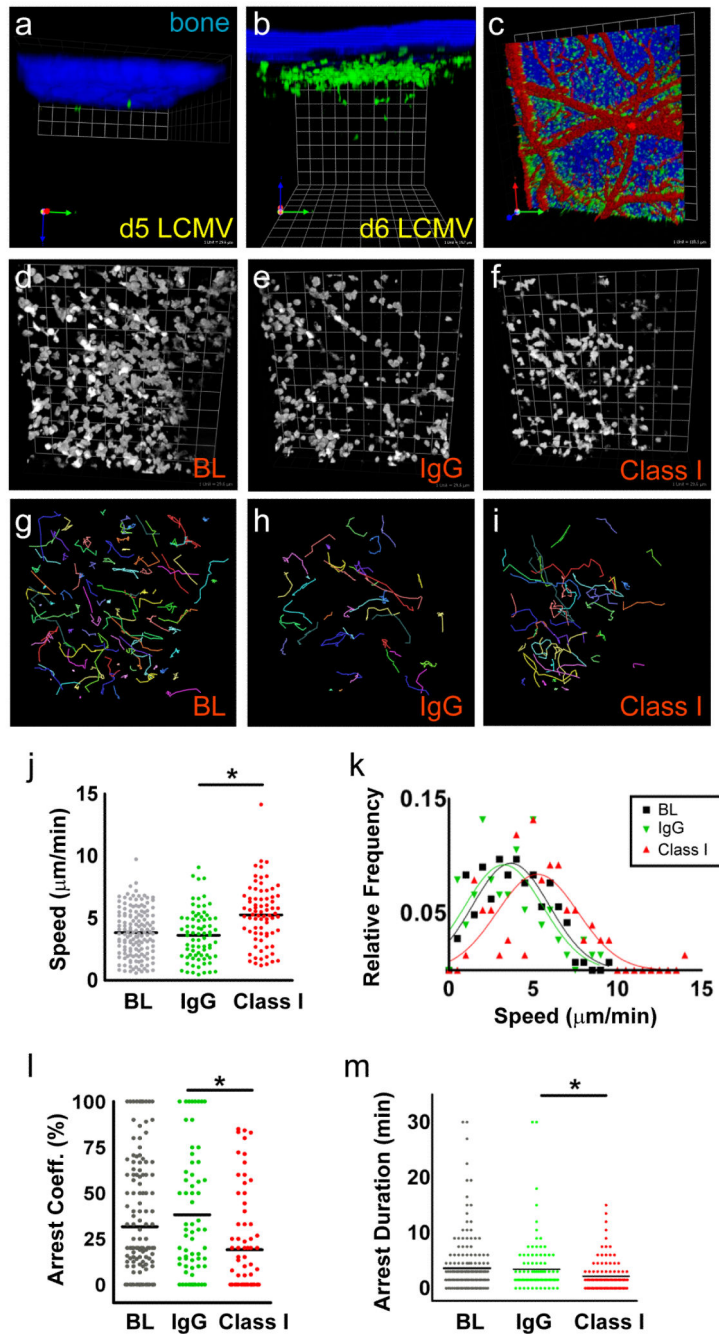 a
bone
d5 LCMV
b
d6 LCMV
c
d
BL
e
IgG
f
Class I
g
BL
h
IgG
i
Class I
j
Speed (μm/min)
15
10
5
0
*
BL IgG Class I
k
Relative Frequency
0.15
0.05
0 5 10 15
Speed (μm/min)
BL
IgG
Class I
l
Arrest Coeff. (%)
100
75
50
25
0
*
BL IgG Class I
m
Arrest Duration (min)
30
20
10
0
*
BL IgG Class I